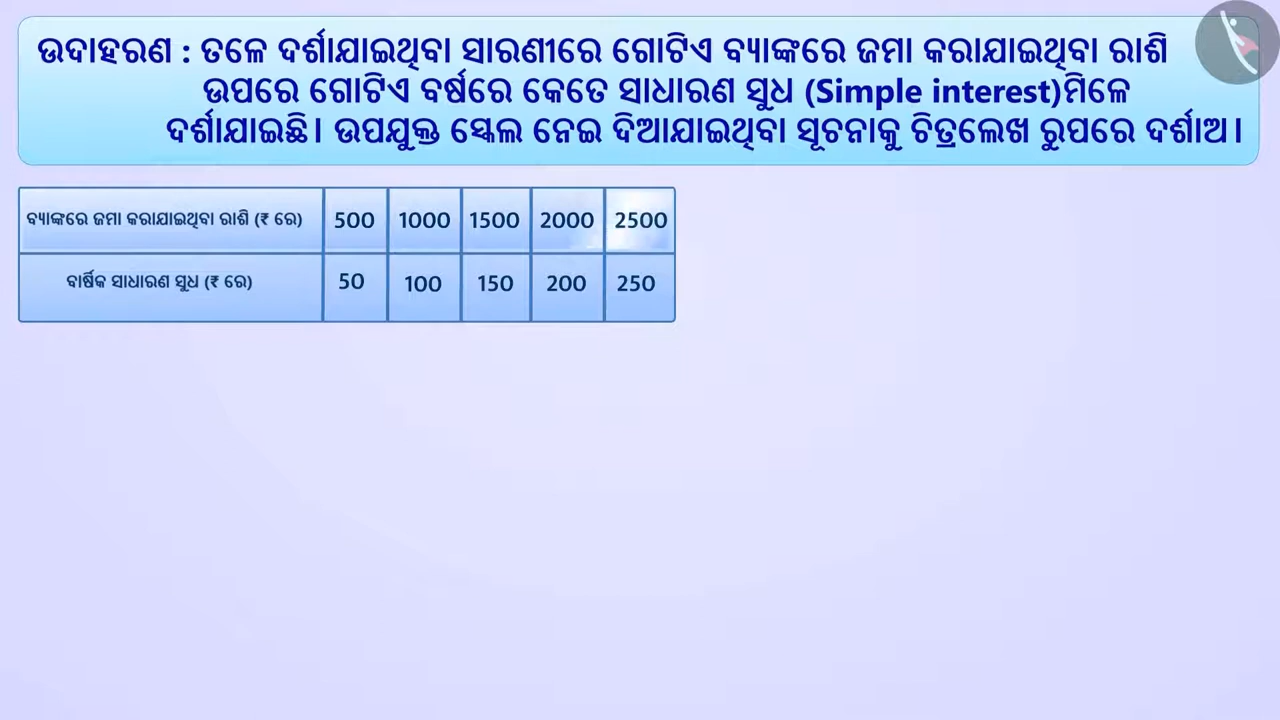 ଉଦାହରଣ : ତଳେ ଦର୍ଶାଯାଇଥିବା ସାରଣୀରେ ଗୋଟିଏ ବ୍ୟାଙ୍କରେ ଜମା କରାଯାଇଥିବା ରାଶି
ଉପରେ ଗୋଟିଏ ବର୍ଷରେ କେତେ ସାଧାରଣ ସୁଧ (Simple interest)ମିଳେ
ଦର୍ଶାଯାଇଛି। ଉପଯୁକ୍ତ ସ୍କେଲ ନେଇ ଦିଆଯାଇଥିବା ସୂଚନାକୁ ଚିତ୍ରଲେଖ ରୁପରେ ଦର୍ଶାଅ।
ବ୍ୟାଙ୍କରେ ଜମା କରାଯାଇଥିବା ରାଶି (₹ ରେ) 500 1000 1500 2000 2500
ବାର୍ଷିକ ସାଧାରଣ ସୁଧ (₹ ରେ) 50 100 150 200 250